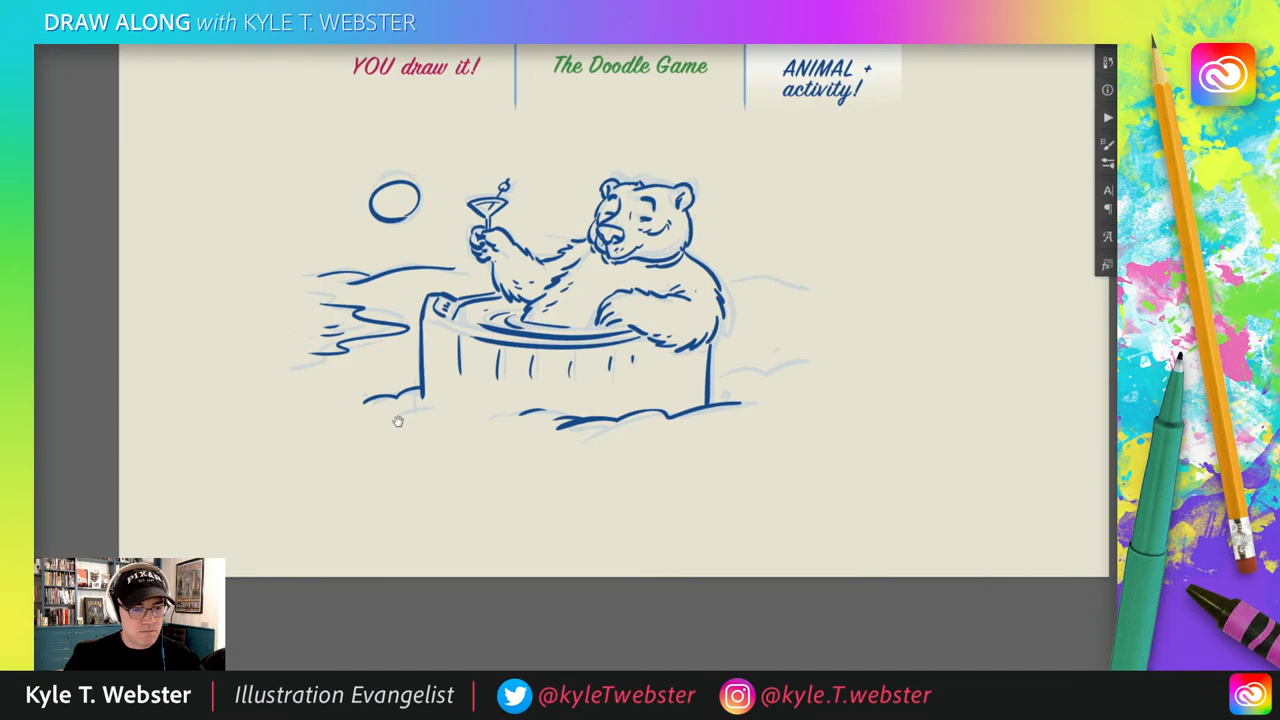 DRAW ALONG with KYLE T. WEBSTER
YOU draw it!
The Doodle Game
ANIMAL +
activity!
PIXAR
Kyle T. Webster
Illustration Evangelist
@kyleTwebster
@kyle.T.webster